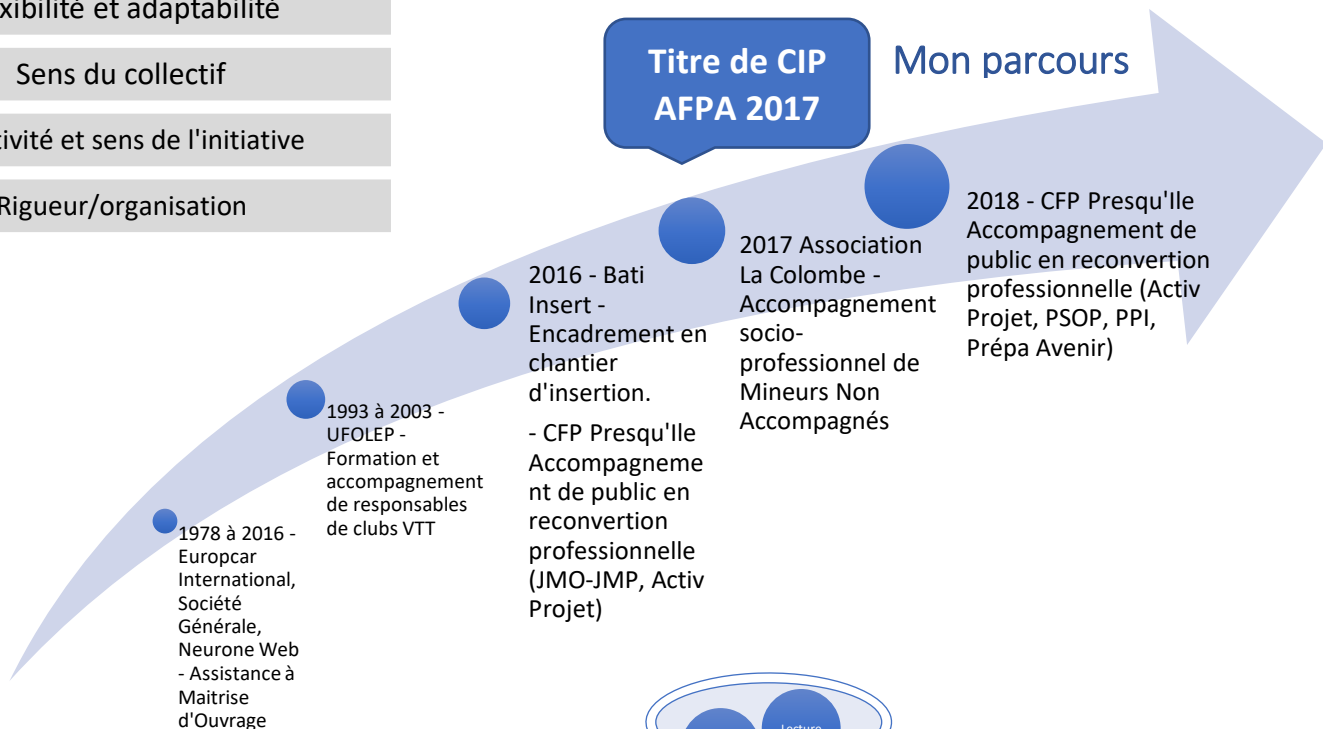 xibilité et adaptabilité
Sens du collectif
tivité et sens de l'initiative
Rigueur/organisation
Titre de CIP
AFPA 2017
Mon parcours
1978 à 2016 -
Europcar
International,
Société
Générale,
Neurone Web
- Assistance à
Maitrise
d'Ouvrage
1993 à 2003 -
UFOLEP -
Formation et
accompagnement
de responsables
de clubs VTT
2016 - Bati
Insert -
Encadrement en
chantier
d'insertion.
- CFP Presqu'Ile
Accompagneme
nt de public en
reconvertion
professionnelle
(JMO-JMP, Activ
Projet)
2017 Association
La Colombe -
Accompagnement
socio-
professionnel de
Mineurs Non
Accompagnés
2018 - CFP Presqu'Ile
Accompagnement de
public en reconvertion
professionnelle (Activ
Projet, PSOP, PPI,
Prépa Avenir)
Lecture